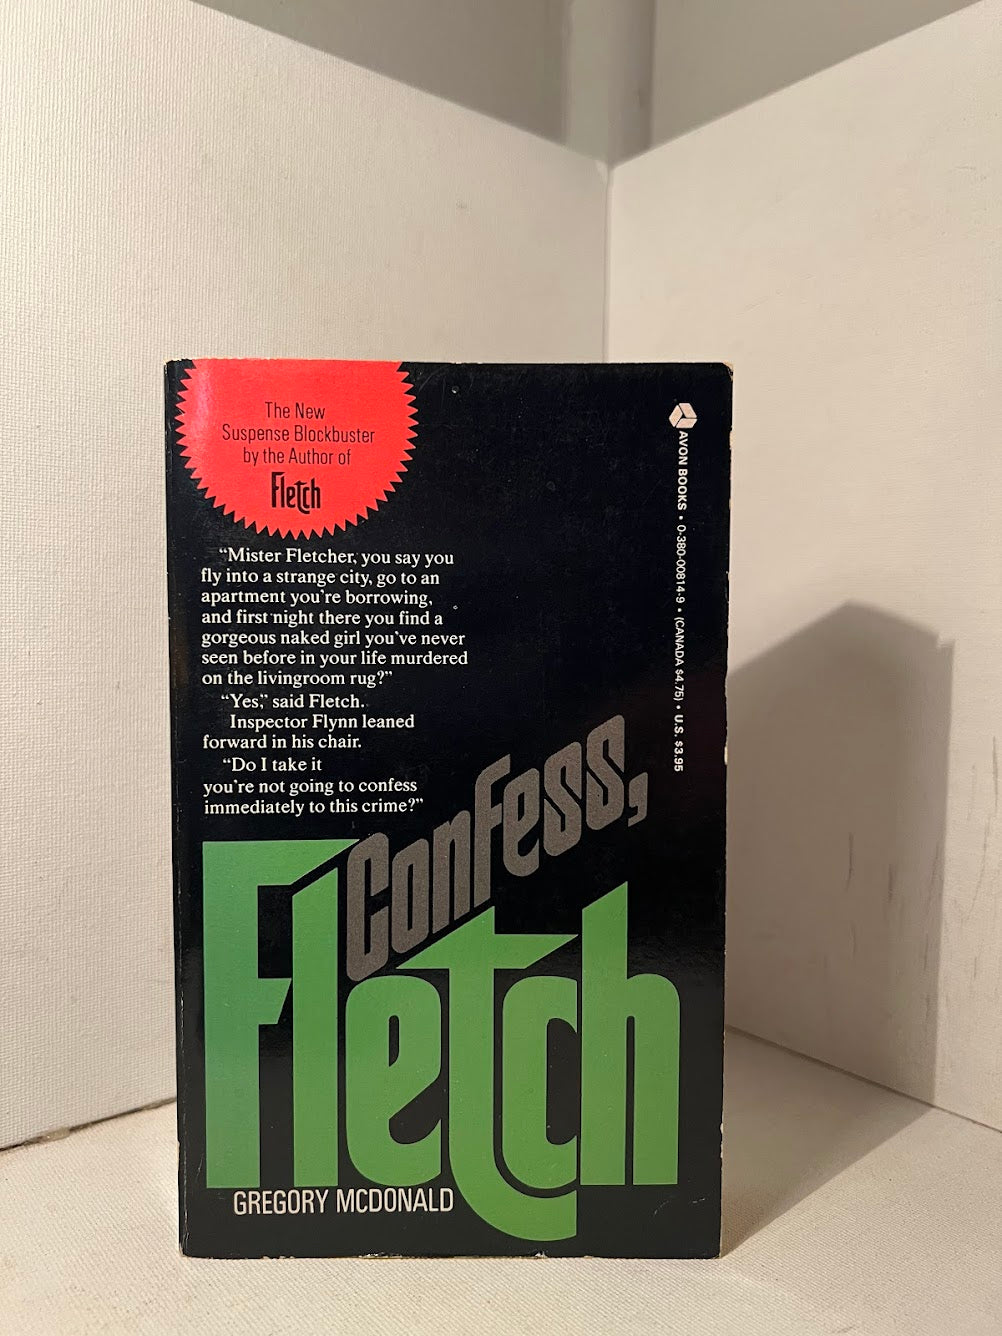 The New
Suspense Blockbuster
by the Author of
Fletch
“Mister Fletcher, you say you
fly into a strange city, go to an
apartment you're borrowing,
and first night there you find a
gorgeous naked girl you've never
seen before in your life murdered
on the livingroom rug?”
“Yes,” said Fletch.
Inspector Flynn leaned
forward in his chair.
“Do I take it
you're not going to confess
immediately to this crime?”
Confess,
Fletch
GREGORY MCDONALD
AVON BOOKS • 0-380-00814-9 • (CANADA $4.75) • U.S. $3.95